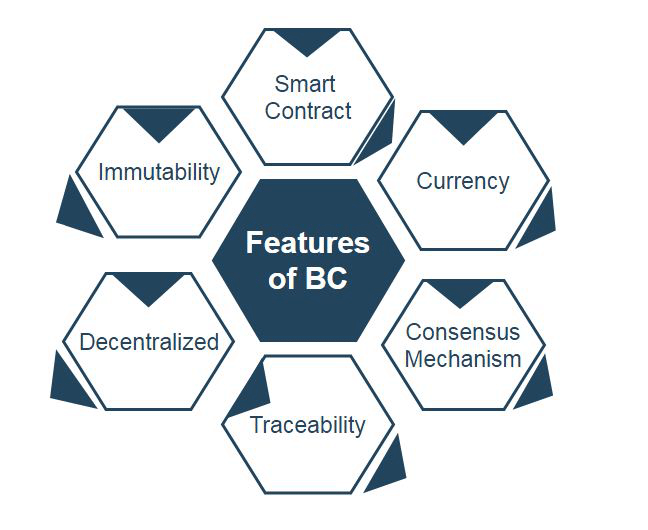 Smart
Contract
Immutability
Currency
Features
of BC
Decentralized
Consensus
Mechanism
Traceability